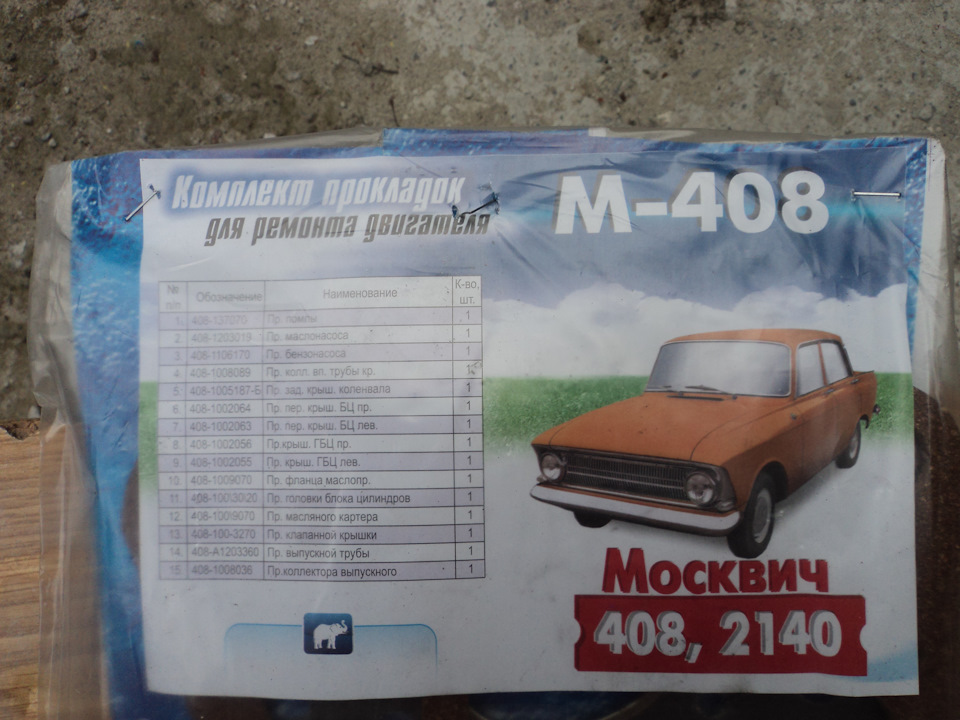 Комплект прокладок
для ремонта двигателя
М-408
№ п/п Обозначение Наименование К-во, шт.
1. 408-137070 Пр. помпы 1
2. 408-1203019 Пр. маслонасоса 1
3. 408-1106170 Пр. бензонасоса 1
4. 408-1008089 Пр. колл. вп. трубы кр. 1
5. 408-1005187-Б Пр. зад. крыш. коленвала 1
6. 408-1002064 Пр. пер. крыш. БЦ пр. 1
7. 408-1002063 Пр. пер. крыш. БЦ лев. 1
8. 408-1002056 Пр.крыш. ГБЦ пр. 1
9. 408-1002055 Пр. крыш. ГБЦ лев. 1
10. 408-1009070 Пр. фланца маслопр. 1
11. Пр. головки блока цилиндров 1
12. 408-1009070 Пр. масляного картера 1
13. 408-100-3270 Пр. клапанной крышки 1
14. 408-А1203360 Пр. выпускной трубы 1
15. 408-1008036 Пр.коллектора выпускного 1
Москвич
408, 2140